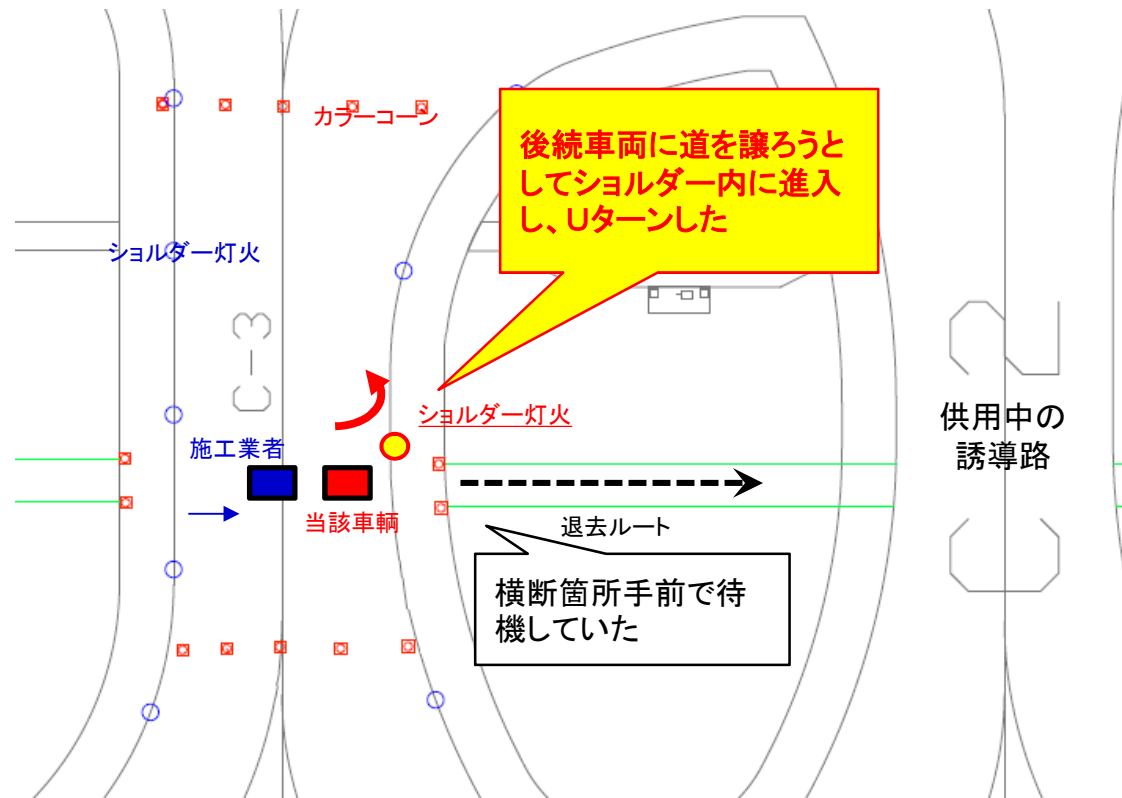 カラーコーン
後続車両に道を譲ろうと
してショルダー内に進入
し、Uターンした
ショルダー灯火
C-3
ショルダー灯火
施工業者
当該車輌
退去ルート
横断箇所手前で待
機していた
供用中の
誘導路
C2